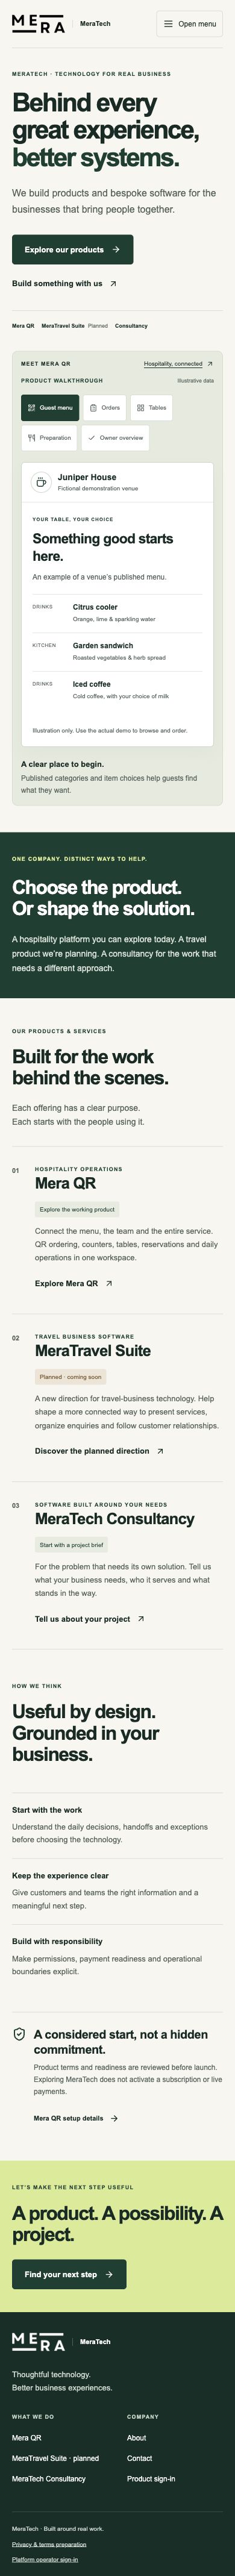 MERA
MeraTech
Open menu
MERATECH · TECHNOLOGY FOR REAL BUSINESS
Behind every
great experience,
better systems.
We build products and bespoke software for the
businesses that bring people together.
Explore our products
Build something with us
Mera QR MeraTravel Suite Planned Consultancy
MEET MERA QR
Hospitality, connected
PRODUCT WALKTHROUGH
Illustrative data
Guest menu
Orders
Tables
Preparation
Owner overview
Juniper House
Fictional demonstration venue
YOUR TABLE, YOUR CHOICE
Something good starts
here.
An example of a venue's published menu.
DRINKS
Citrus cooler
Orange, lime & sparkling water
KITCHEN
Garden sandwich
Roasted vegetables & herb spread
DRINKS
Iced coffee
Cold coffee, with your choice of milk
Illustration only. Use the actual demo to browse and order.
A clear place to begin.
Published categories and item choices help guests find
what they want.
ONE COMPANY. DISTINCT WAYS TO HELP.
Choose the product.
Or shape the solution.
A hospitality platform you can explore today. A travel
product we're planning. A consultancy for the work that
needs a different approach.
OUR PRODUCTS & SERVICES
Built for the work
behind the scenes.
Each offering has a clear purpose.
Each starts with the people using it.
01
HOSPITALITY OPERATIONS
Mera QR
Explore the working product
Connect the menu, the team and the entire service.
QR ordering, counters, tables, reservations and daily
operations in one workspace.
Explore Mera QR
02
TRAVEL BUSINESS SOFTWARE
MeraTravel Suite
Planned · coming soon
A new direction for travel-business technology. Help
shape a more connected way to present services,
organize enquiries and follow customer relationships.
Discover the planned direction
03
SOFTWARE BUILT AROUND YOUR NEEDS
MeraTech Consultancy
Start with a project brief
For the problem that needs its own solution. Tell us
what your business needs, who it serves and what
stands in the way.
Tell us about your project
HOW WE THINK
Useful by design.
Grounded in your
business.
Start with the work
Understand the daily decisions, handoffs and exceptions
before choosing the technology.
Keep the experience clear
Give customers and teams the right information and a
meaningful next step.
Build with responsibility
Make permissions, payment readiness and operational
boundaries explicit.
A considered start, not a hidden
commitment.
Product terms and readiness are reviewed before launch.
Exploring MeraTech does not activate a subscription or live
payments.
Mera QR setup details
LET'S MAKE THE NEXT STEP USEFUL
A product. A possibility. A
project.
Find your next step
MERA
MeraTech
Thoughtful technology.
Better business experiences.
WHAT WE DO
COMPANY
Mera QR
About
MeraTravel Suite · planned
Contact
MeraTech Consultancy
Product sign-in
MeraTech · Built around real work.
Privacy & terms preparation
Platform operator sign-in